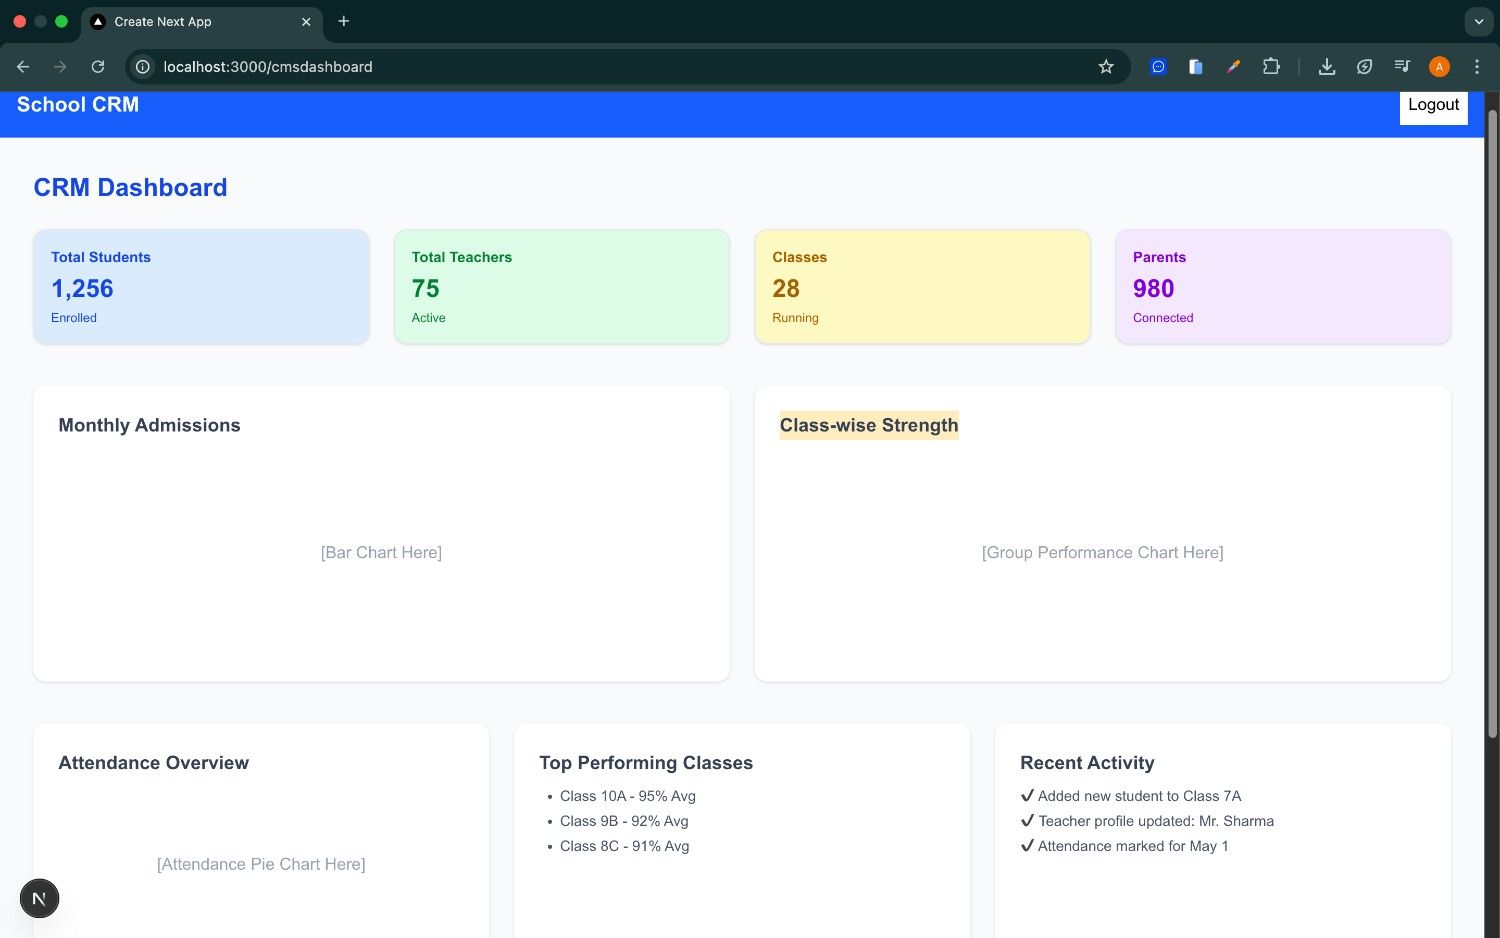 Create Next App
localhost:3000/cmsdashboard
A
School CRM
Logout
CRM Dashboard
Total Students
1,256
Enrolled
Total Teachers
75
Active
Classes
28
Running
Parents
980
Connected
Monthly Admissions
[Bar Chart Here]
Class-wise Strength
[Group Performance Chart Here]
Attendance Overview
[Attendance Pie Chart Here]
Top Performing Classes
• Class 10A - 95% Avg
• Class 9B - 92% Avg
• Class 8C - 91% Avg
Recent Activity
✔ Added new student to Class 7A
✔ Teacher profile updated: Mr. Sharma
✔ Attendance marked for May 1
N